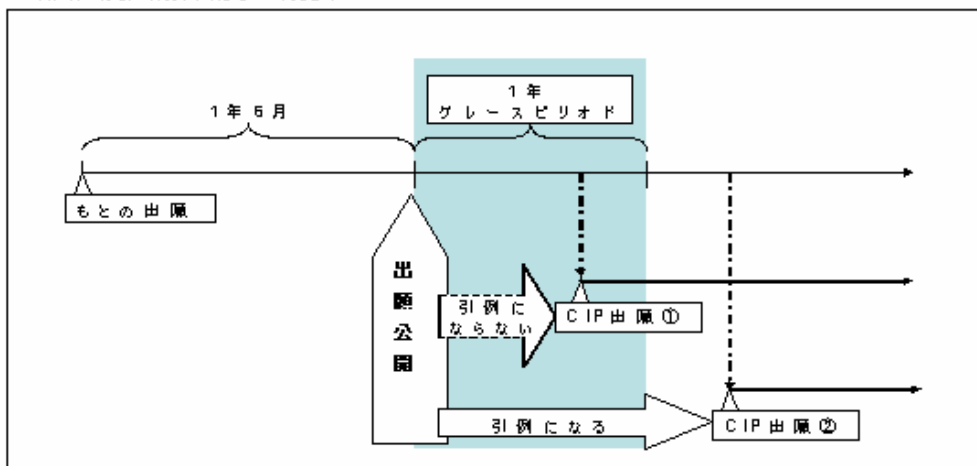 1年
グレースピリオド
1年6月
もとの出願
出願公開
引例に
ならない
CIP出願①
引例になる
CIP出願②